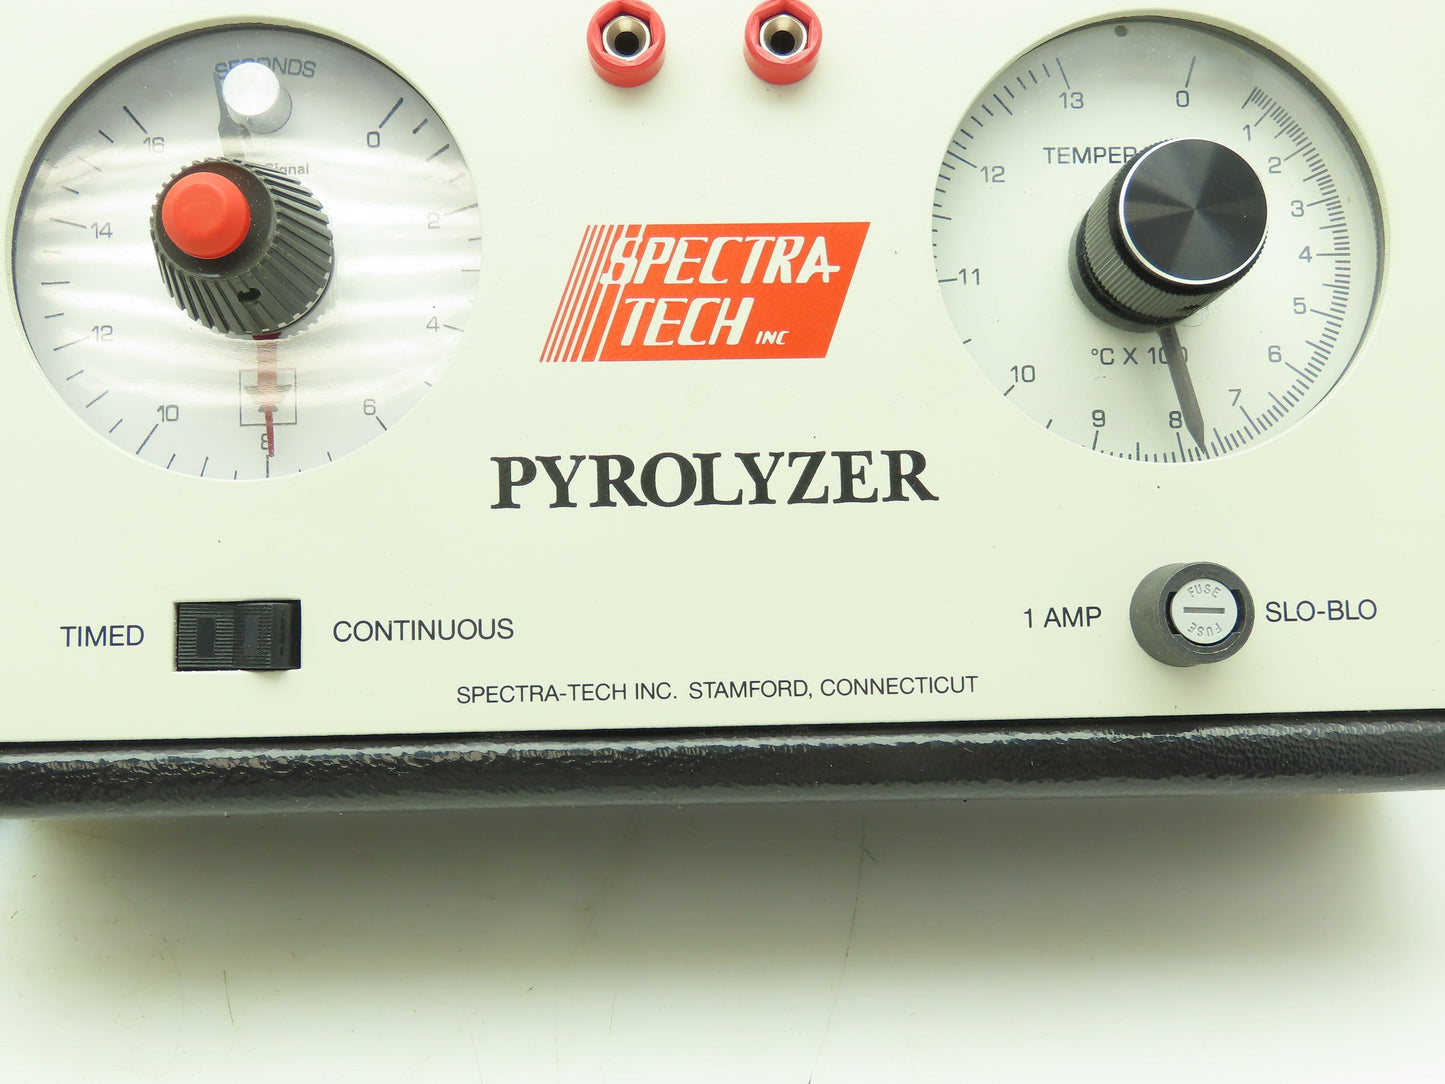 SECONDS
Signal
0
2
4
6
8
10
12
14
16
SPECTRA
TECH INC
TEMPER
°C X 100
0
1
2
3
4
5
6
7
8
9
10
11
12
13
PYROLYZER
TIMED CONTINUOUS
1 AMP FUSE FUSE SLO-BLO
SPECTRA-TECH INC. STAMFORD, CONNECTICUT